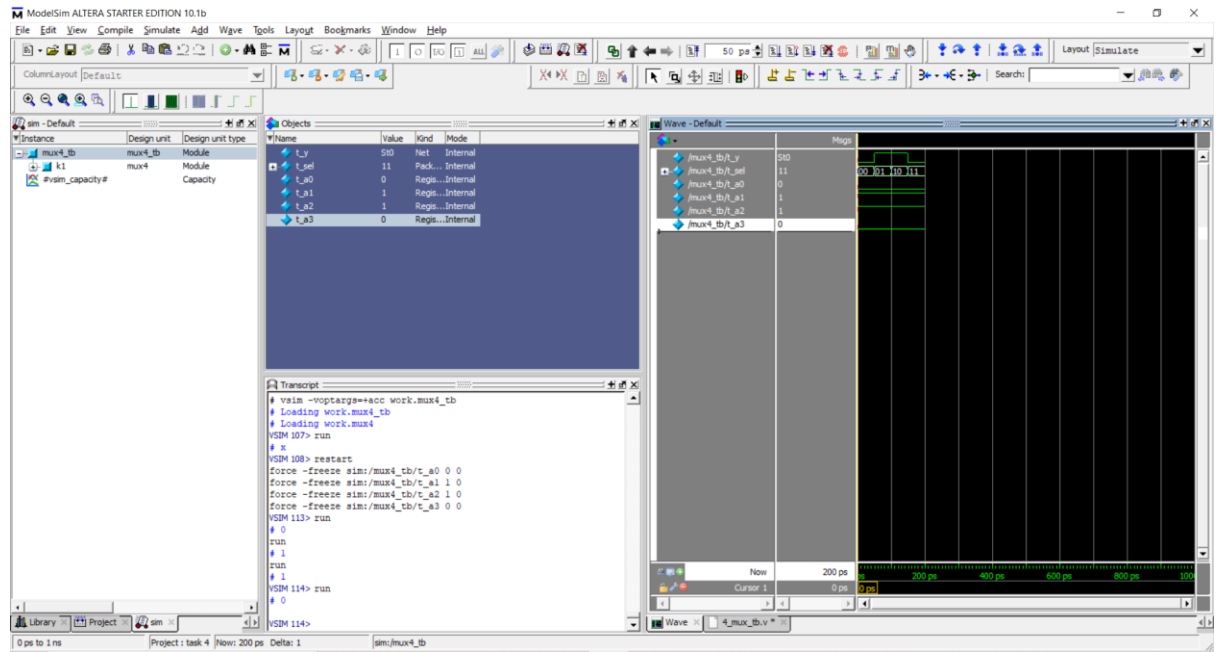 ModelSim ALTERA STARTER EDITION 10.1b
File Edit View Compile Simulate Add Wave Tools Layout Bookmarks Window Help
50 ps Layout Simulate
ColumnLayout Default Search:
sim - Default
Instance Design unit Design unit type
mux4_tb mux4_tb Module
k1 mux4 Module
#vsim_capacity# Capacity
Objects
Name Value Kind Mode
t_y St0 Net Internal
t_sel 11 Pack... Internal
t_a0 0 Regis... Internal
t_a1 1 Regis... Internal
t_a2 1 Regis... Internal
t_a3 0 Regis... Internal
Transcript
# vsim -voptargs=+acc work.mux4_tb
# Loading work.mux4_tb
# Loading work.mux4
VSIM 107> run
# x
VSIM 108> restart
force -freeze sim:/mux4_tb/t_a0 0 0
force -freeze sim:/mux4_tb/t_a1 1 0
force -freeze sim:/mux4_tb/t_a2 1 0
force -freeze sim:/mux4_tb/t_a3 0 0
VSIM 113> run
# 0
run
# 1
run
# 1
VSIM 114> run
# 0
VSIM 114>
Wave - Default
Msgs
/mux4_tb/t_y St0
/mux4_tb/t_sel 11 00 01 10 11
/mux4_tb/t_a0 0
/mux4_tb/t_a1 1
/mux4_tb/t_a2 1
/mux4_tb/t_a3 0
Now 200 ps 200 ps 400 ps 600 ps 800 ps
Cursor 1 0 ps 0 ps
Library Project sim
Wave 4_mux_tb.v *
0 ps to 1 ns Project : task 4 Now: 200 ps Delta: 1 sim:/mux4_tb